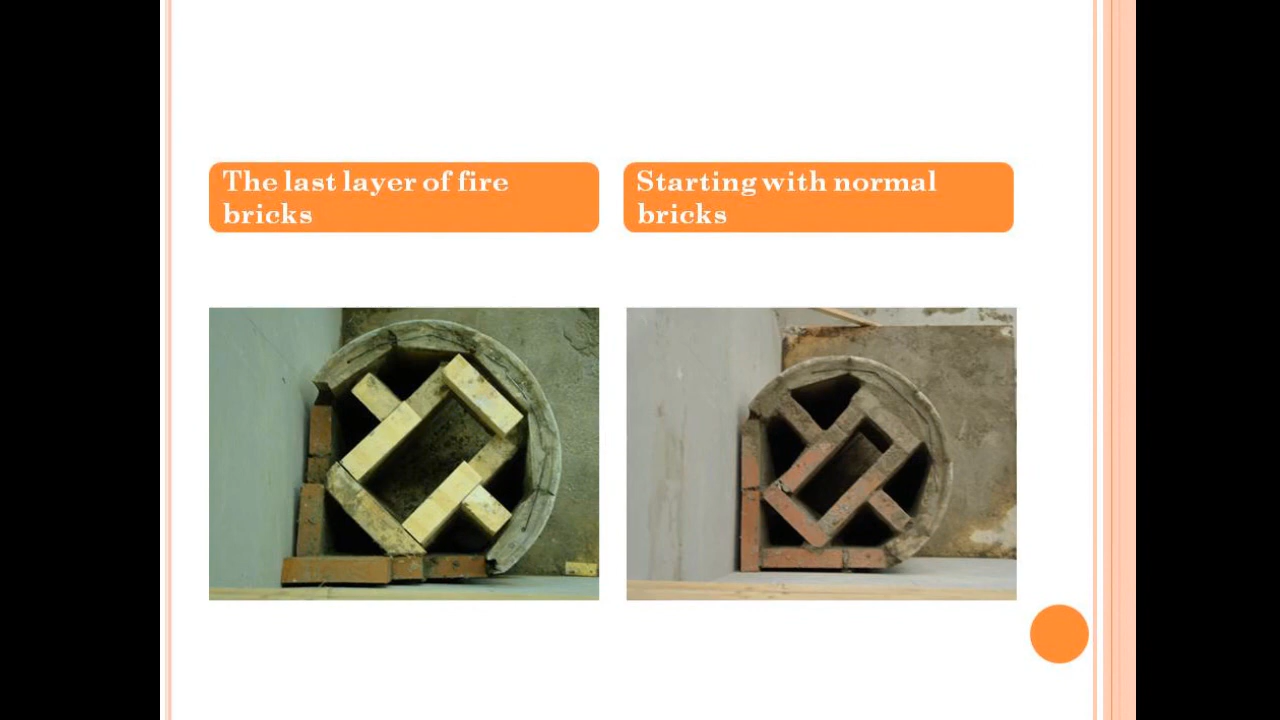 The last layer of fire
bricks
Starting with normal
bricks